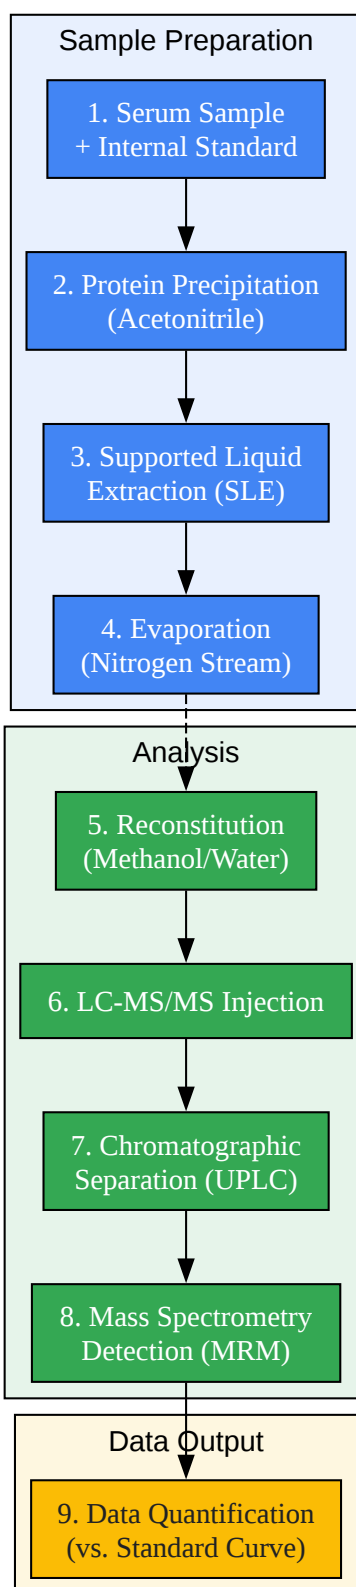 Sample Preparation
1. Serum Sample
+ Internal Standard
2. Protein Precipitation
(Acetonitrile)
3. Supported Liquid
Extraction (SLE)
4. Evaporation
(Nitrogen Stream)
Analysis
5. Reconstitution
(Methanol/Water)
6. LC-MS/MS Injection
7. Chromatographic
Separation (UPLC)
8. Mass Spectrometry
Detection (MRM)
Data Output
9. Data Quantification
(vs. Standard Curve)